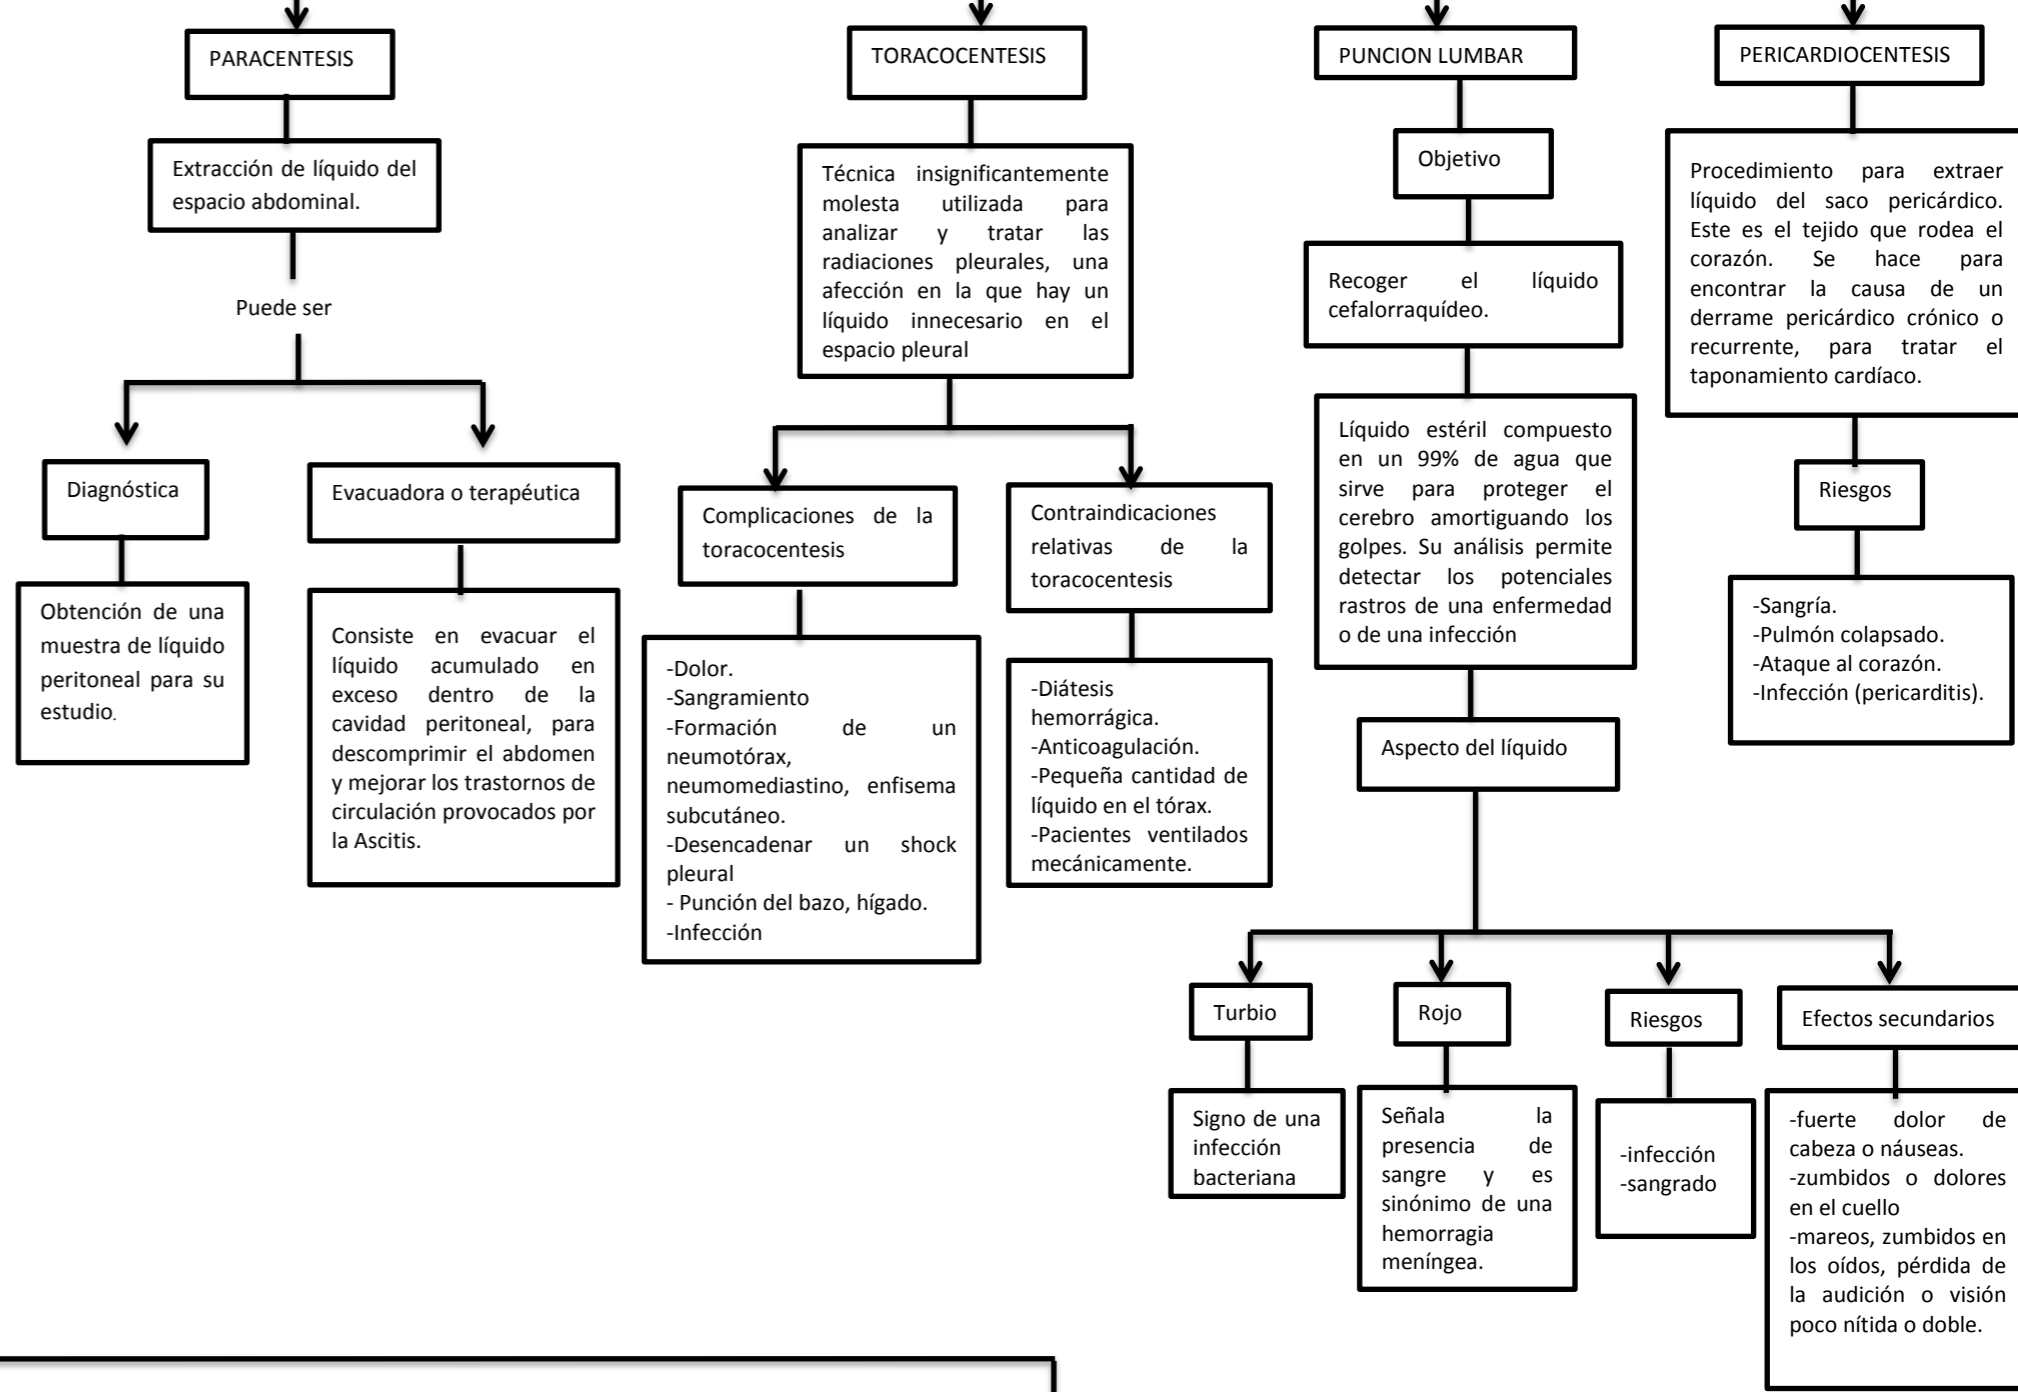 PARACENTESIS
Extracción de líquido del
espacio abdominal.
Puede ser
Diagnóstica
Obtención de una
muestra de líquido
peritoneal para su
estudio.
Evacuadora o terapéutica
Consiste en evacuar el
líquido acumulado en
exceso dentro de la
cavidad peritoneal, para
descomprimir el abdomen
y mejorar los trastornos de
circulación provocados por
la Ascitis.
TORACOCENTESIS
Técnica insignificantemente
molesta utilizada para
analizar y tratar las
radiaciones pleurales, una
afección en la que hay un
líquido innecesario en el
espacio pleural
Complicaciones de la
toracocentesis
-Dolor.
-Sangramiento
-Formación de un
neumotórax,
neumomediastino, enfisema
subcutáneo.
-Desencadenar un shock
pleural
- Punción del bazo, hígado.
-Infección
Contraindicaciones
relativas de la
toracocentesis
-Diátesis
hemorrágica.
-Anticoagulación.
-Pequeña cantidad de
líquido en el tórax.
-Pacientes ventilados
mecánicamente.
PUNCION LUMBAR
Objetivo
Recoger el líquido
cefalorraquídeo.
Líquido estéril compuesto
en un 99% de agua que
sirve para proteger el
cerebro amortiguando los
golpes. Su análisis permite
detectar los potenciales
rastros de una enfermedad
o de una infección
Aspecto del líquido
Turbio
Signo de una
infección
bacteriana
Rojo
Señala la
presencia de
sangre y es
sinónimo de una
hemorragia
meníngea.
Riesgos
-infección
-sangrado
Efectos secundarios
-fuerte dolor de
cabeza o náuseas.
-zumbidos o dolores
en el cuello
-mareos, zumbidos en
los oídos, pérdida de
la audición o visión
poco nítida o doble.
PERICARDIOCENTESIS
Procedimiento para extraer
líquido del saco pericárdico.
Este es el tejido que rodea el
corazón. Se hace para
encontrar la causa de un
derrame pericárdico crónico o
recurrente, para tratar el
taponamiento cardíaco.
Riesgos
-Sangría.
-Pulmón colapsado.
-Ataque al corazón.
-Infección (pericarditis).